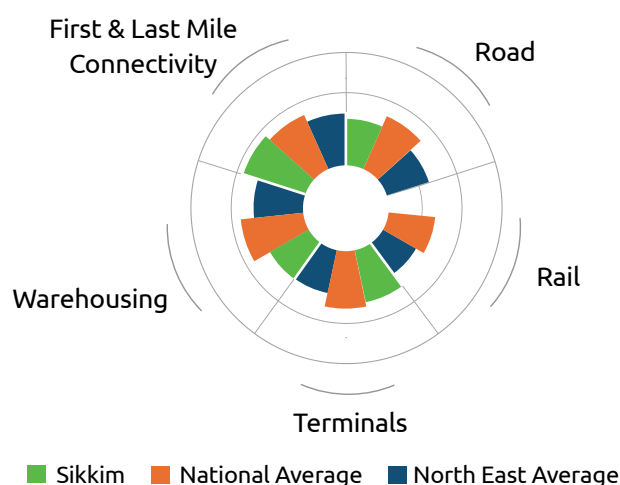 First & Last Mile
Connectivity
Road
Rail
Warehousing
Terminals
Sikkim
National Average
North East Average